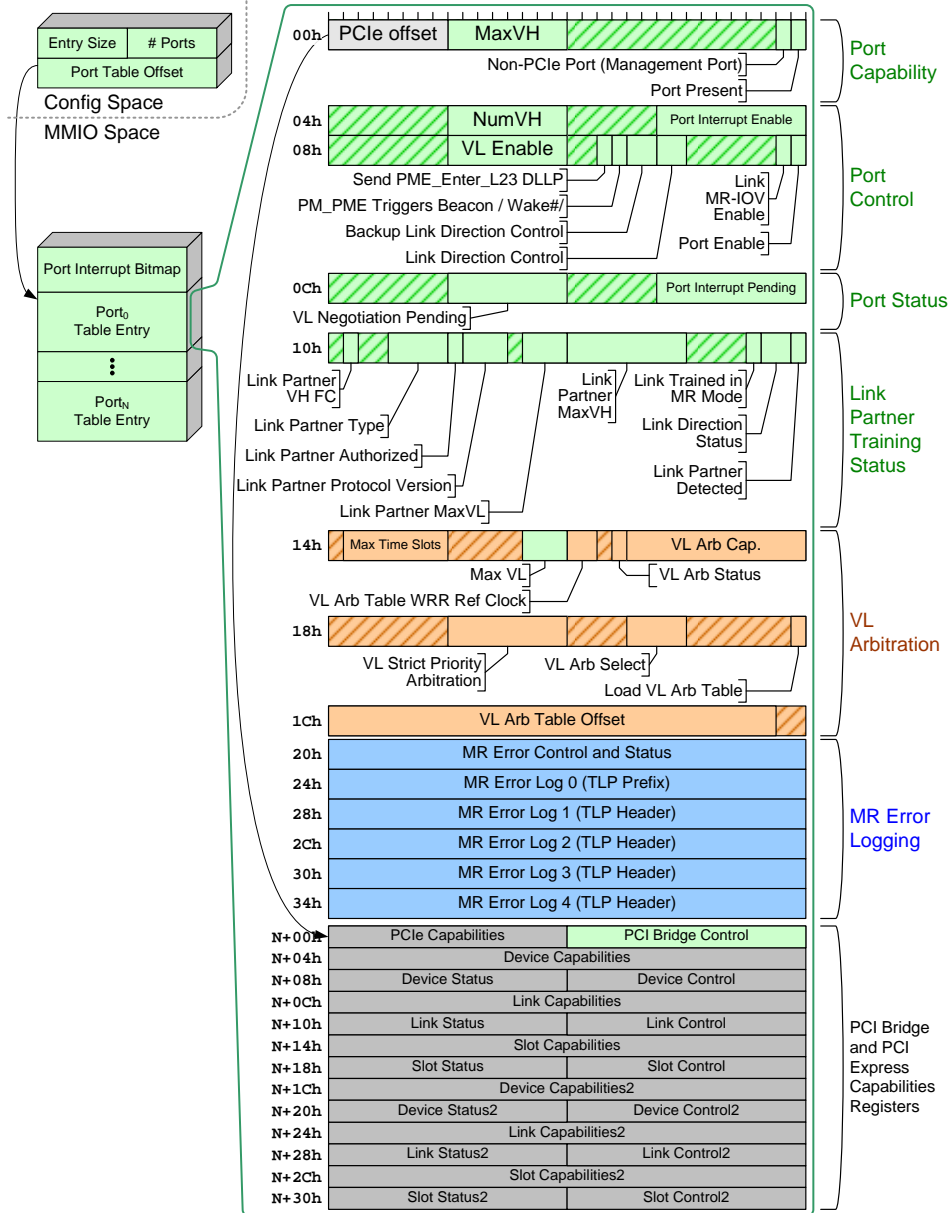 Entry Size # Ports
Port Table Offset
Config Space
MMIO Space
Port Interrupt Bitmap
Port0
Table Entry
PortN
Table Entry
00h PCIe offset MaxVH
Non-PCIe Port (Management Port)
Port Present
Port
Capability
04h NumVH Port Interrupt Enable
08h VL Enable
Send PME_Enter_L23 DLLP
PM_PME Triggers Beacon / Wake#/
Backup Link Direction Control
Link Direction Control
Link
MR-IOV
Enable
Port Enable
Port
Control
0Ch Port Interrupt Pending
VL Negotiation Pending
Port Status
10h
Link Partner
VH FC
Link Partner Type
Link Partner Authorized
Link Partner Protocol Version
Link Partner MaxVL
Link
Partner
MaxVH
Link Trained in
MR Mode
Link Direction
Status
Link Partner
Detected
Link
Partner
Training
Status
14h Max Time Slots VL Arb Cap.
Max VL
VL Arb Status
VL Arb Table WRR Ref Clock
18h
VL Strict Priority
Arbitration
VL Arb Select
Load VL Arb Table
1Ch VL Arb Table Offset
VL
Arbitration
20h MR Error Control and Status
24h MR Error Log 0 (TLP Prefix)
28h MR Error Log 1 (TLP Header)
2Ch MR Error Log 2 (TLP Header)
30h MR Error Log 3 (TLP Header)
34h MR Error Log 4 (TLP Header)
MR Error
Logging
N+00h PCIe Capabilities PCI Bridge Control
N+04h Device Capabilities
N+08h Device Status Device Control
N+0Ch Link Capabilities
N+10h Link Status Link Control
N+14h Slot Capabilities
N+18h Slot Status Slot Control
N+1Ch Device Capabilities2
N+20h Device Status2 Device Control2
N+24h Link Capabilities2
N+28h Link Status2 Link Control2
N+2Ch Slot Capabilities2
N+30h Slot Status2 Slot Control2
PCI Bridge
and PCI
Express
Capabilities
Registers